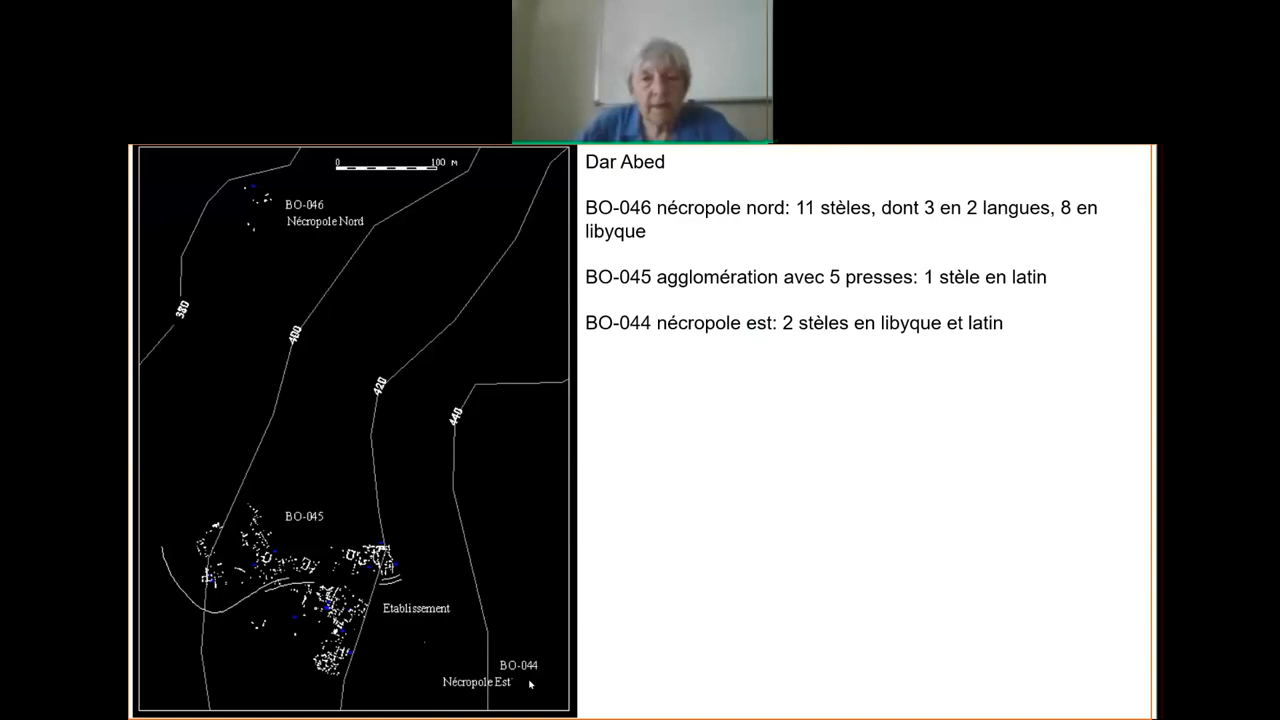 0 100 M
BO-046
Nécropole Nord
380
400
420
440
BO-045
Etablissement
BO-044
Nécropole Est
Dar Abed
BO-046 nécropole nord: 11 stèles, dont 3 en 2 langues, 8 en
libyque
BO-045 agglomération avec 5 presses: 1 stèle en latin
BO-044 nécropole est: 2 stèles en libyque et latin